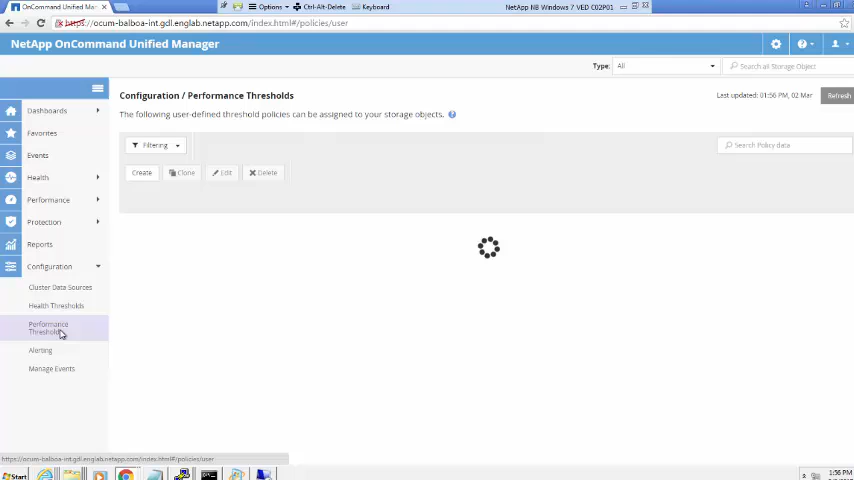 OnCommand Unified Man
Options
Ctrl-Alt-Delete
Keyboard
NetApp NB Windows 7 VED C02P01
https://ocum-balboa-int.gdl.englab.netapp.com/index.html#/policies/user
NetApp OnCommand Unified Manager
Type: All
Search all Storage Object
Configuration / Performance Thresholds
Last updated: 01:56 PM, 02 Mar
Refresh
The following user-defined threshold policies can be assigned to your storage objects.
Filtering
Search Policy data
Create
Clone
Edit
Delete
Dashboards
Favorites
Events
Health
Performance
Protection
Reports
Configuration
Cluster Data Sources
Health Thresholds
Performance
Thresholds
Alerting
Manage Events
https://ocum-balboa-int.gdl.englab.netapp.com/index.html#/policies/user
Start
1:56 PM